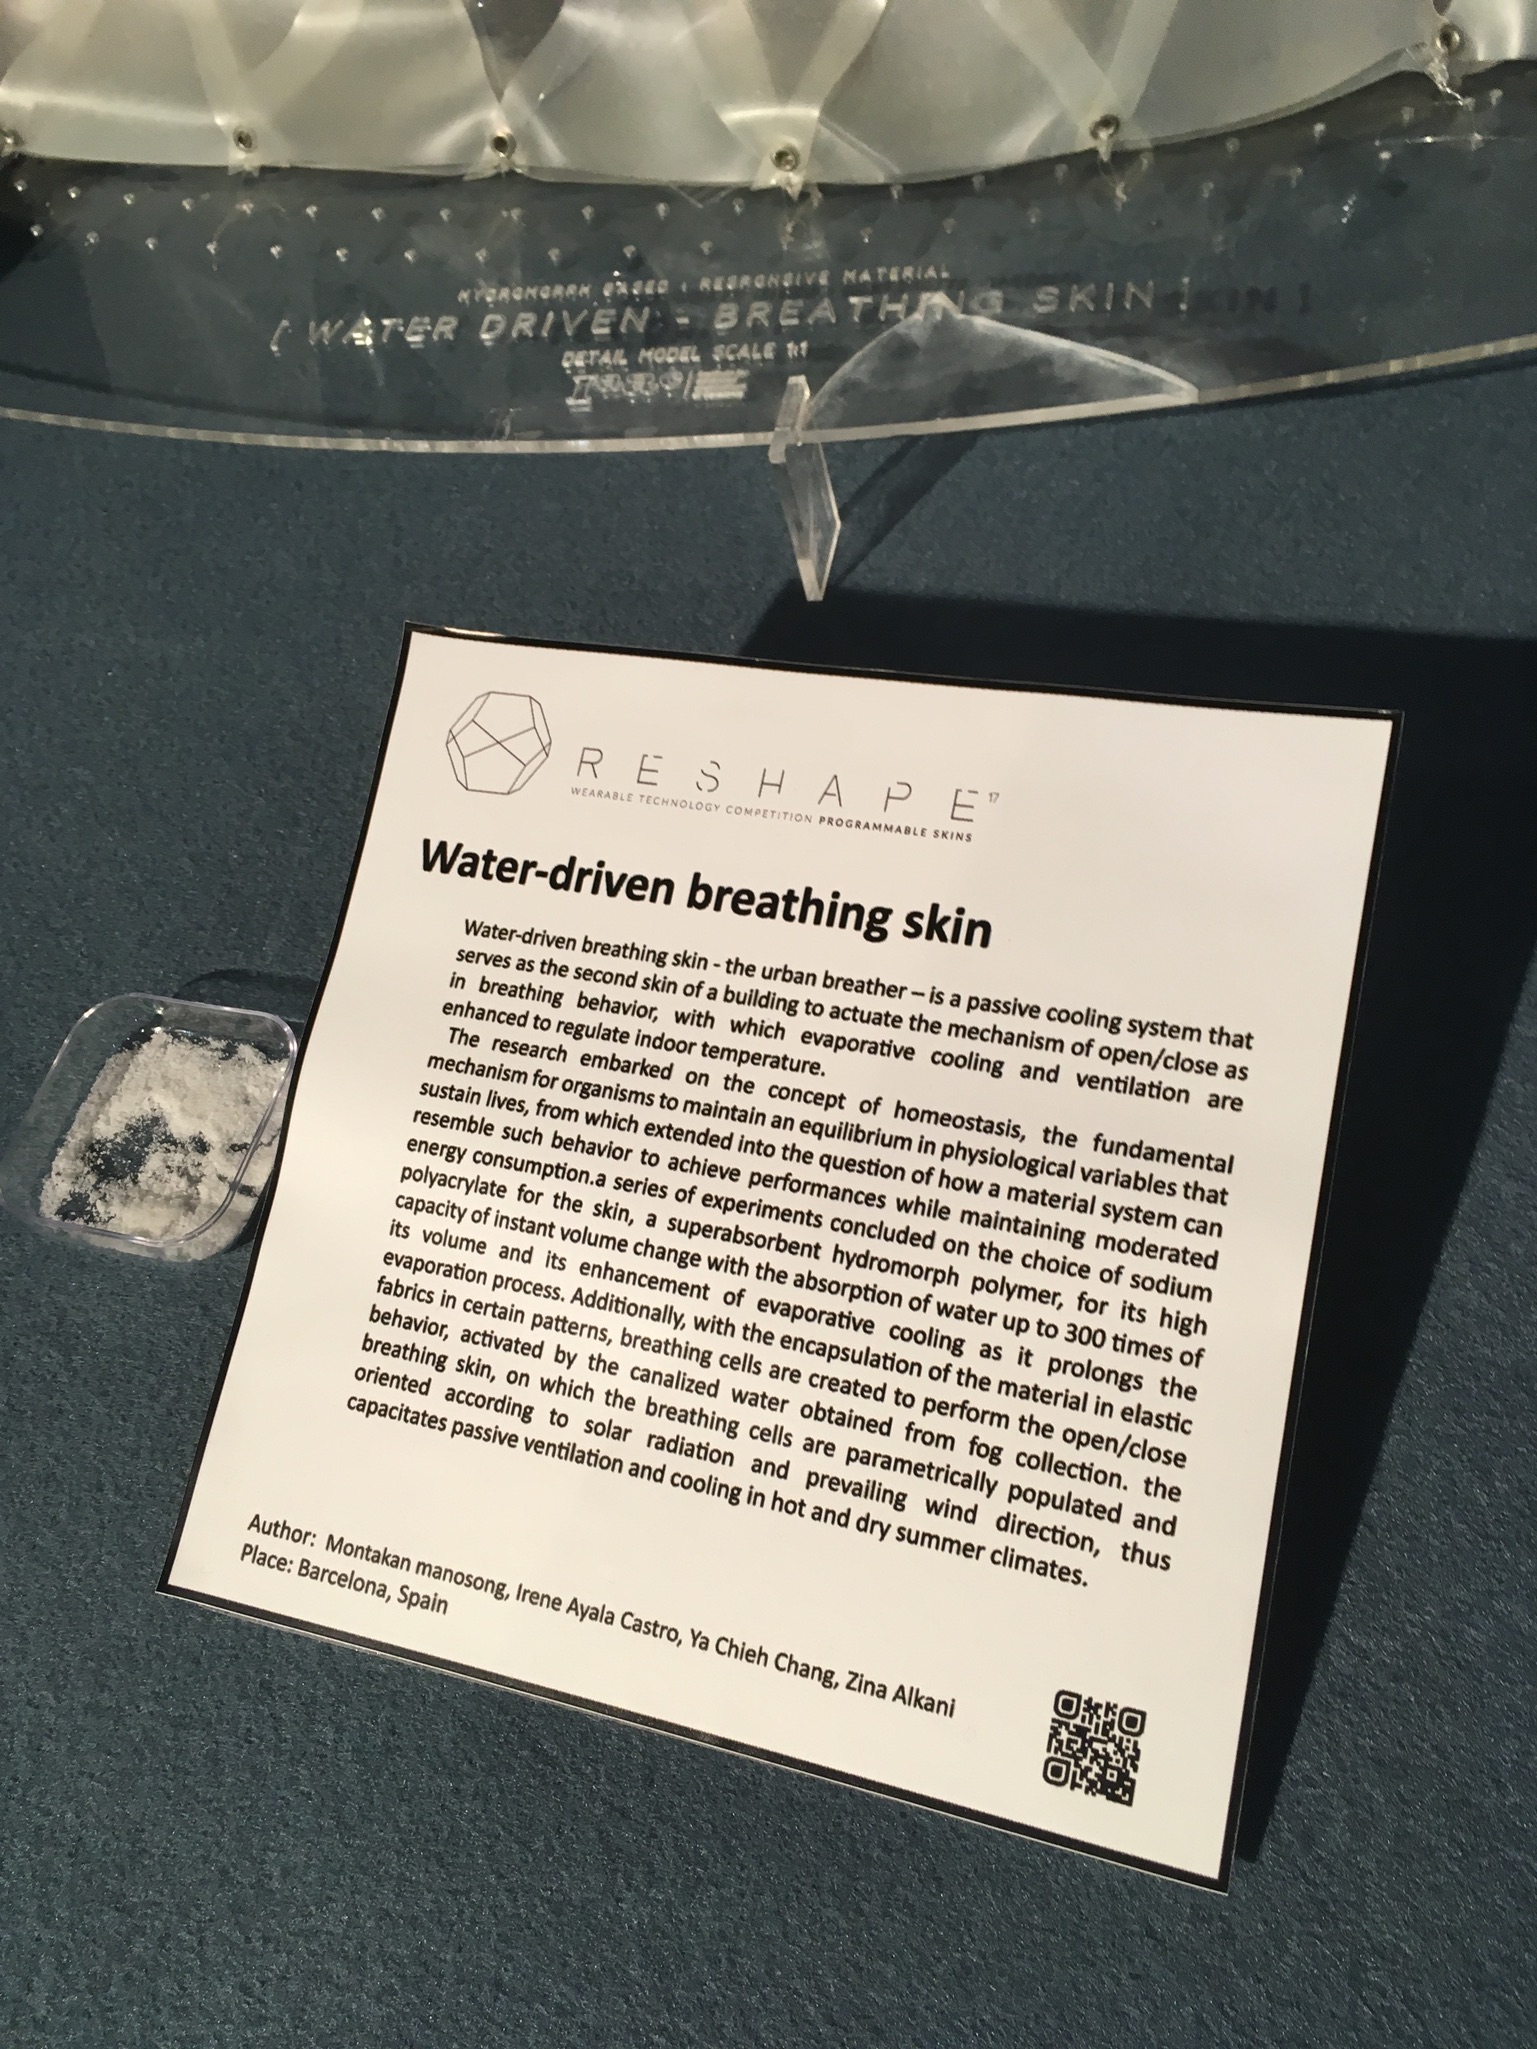 HYDROMORPH BASED : RESPONSIVE MATERIAL
[ WATER DRIVEN - BREATHING SKIN ]
DETAIL MODEL SCALE 1:1
RESHAPE 17
WEARABLE TECHNOLOGY COMPETITION PROGRAMMABLE SKINS
Water-driven breathing skin
Water-driven breathing skin - the urban breather – is a passive cooling system that
serves as the second skin of a building to actuate the mechanism of open/close as
in breathing behavior, with which evaporative cooling and ventilation are
enhanced to regulate indoor temperature.
The research embarked on the concept of homeostasis, the fundamental
mechanism for organisms to maintain an equilibrium in physiological variables that
sustain lives, from which extended into the question of how a material system can
resemble such behavior to achieve performances while maintaining moderated
energy consumption.a series of experiments concluded on the choice of sodium
polyacrylate for the skin, a superabsorbent hydromorph polymer, for its high
capacity of instant volume change with the absorption of water up to 300 times of
its volume and its enhancement of evaporative cooling as it prolongs the
evaporation process. Additionally, with the encapsulation of the material in elastic
fabrics in certain patterns, breathing cells are created to perform the open/close
behavior, activated by the canalized water obtained from fog collection. the
breathing skin, on which the breathing cells are parametrically populated and
oriented according to solar radiation and prevailing wind direction, thus
capacitates passive ventilation and cooling in hot and dry summer climates.
Author: Montakan manosong, Irene Ayala Castro, Ya Chieh Chang, Zina Alkani
Place: Barcelona, Spain